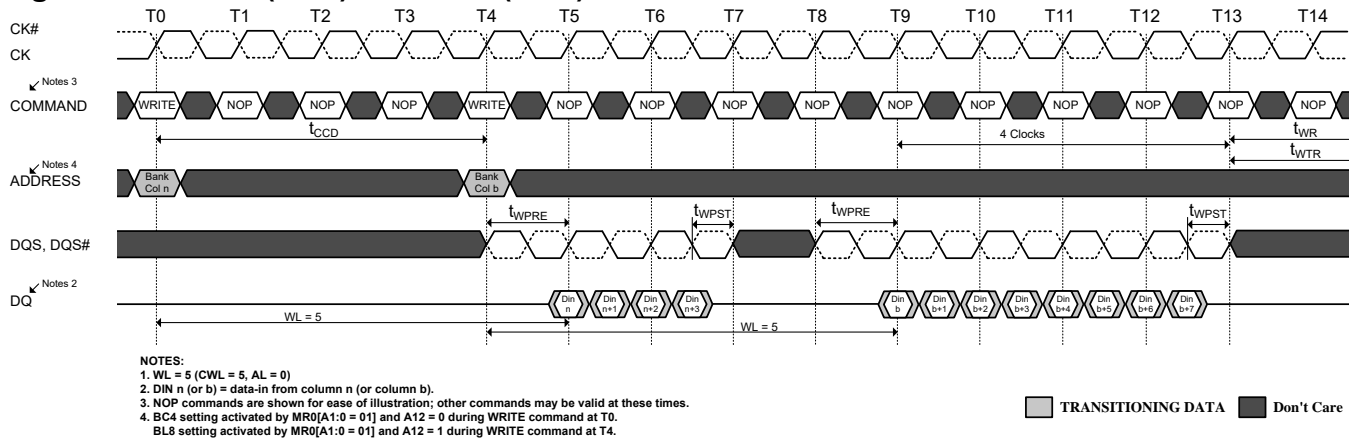 T0 T1 T2 T3 T4 T5 T6 T7 T8 T9 T10 T11 T12 T13 T14
CK#
CK
Notes 3
COMMAND WRITE NOP NOP NOP WRITE NOP NOP NOP NOP NOP NOP NOP NOP NOP NOP
tCCD 4 Clocks tWR
tWTR
Notes 4
ADDRESS Bank Col n Bank Col b
tWPRE tWPST tWPRE tWPST
DQS, DQS#
Notes 2
DQ Din n Din n+1 Din n+2 Din n+3 Din b Din b+1 Din b+2 Din b+3 Din b+4 Din b+5 Din b+6 Din b+7
WL = 5 WL = 5
NOTES:
1. WL = 5 (CWL = 5, AL = 0)
2. DIN n (or b) = data-in from column n (or column b).
3. NOP commands are shown for ease of illustration; other commands may be valid at these times.
4. BC4 setting activated by MR0[A1:0 = 01] and A12 = 0 during WRITE command at T0.
BL8 setting activated by MR0[A1:0 = 01] and A12 = 1 during WRITE command at T4.
TRANSITIONING DATA Don't Care